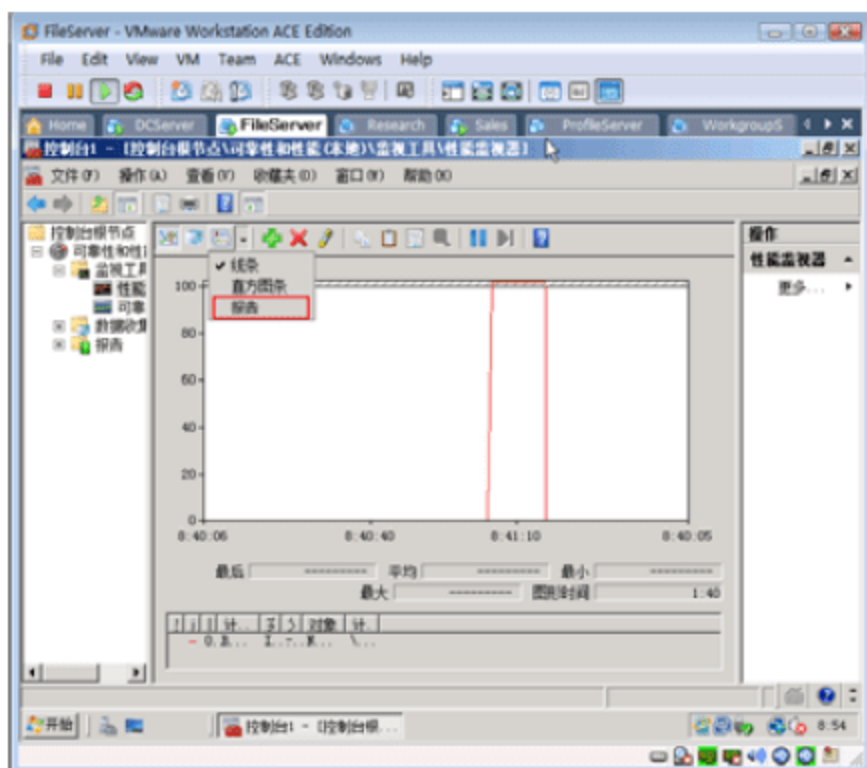 FileServer - VMware Workstation ACE Edition
File Edit View VM Team ACE Windows Help
Home DCServer FileServer Research Sales ProfileServer WorkgroupS
控制台1 - [控制台根节点\可靠性和性能(本地)\监视工具\性能监视器]
文件(F) 操作(A) 查看(V) 收藏夹(O) 窗口(W) 帮助(H)
控制台根节点
可靠性和性
监视工具
性能
可靠
数据收集
报告
线条
直方图条
报告
操作
性能监视器
更多...
100
80
60
40
20
0
8:40:06 8:40:40 8:41:10 8:40:05
最后 --------- 平均 --------- 最小 ---------
最大 --------- 图形时间 1:40
计.. 对象 计.
开始 控制台1 - [控制台根... 8:54